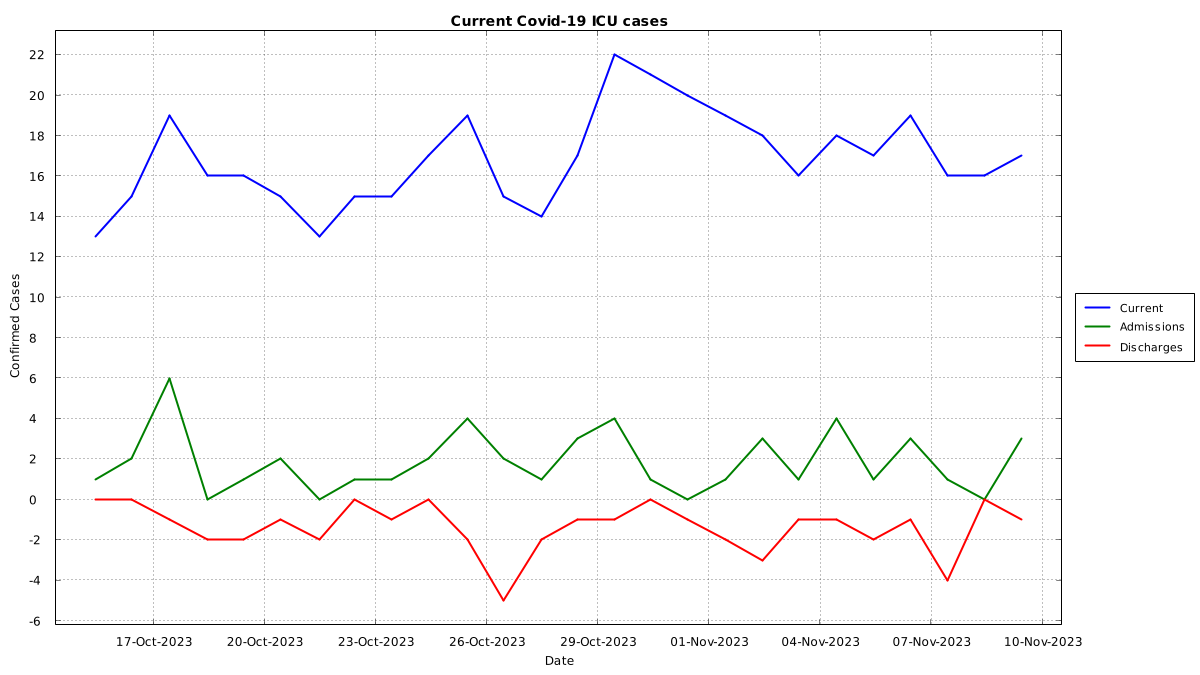 Current Covid-19 ICU cases
22
20
18
16
14
12
10
8
6
4
2
0
-2
-4
-6
Confirmed Cases
17-Oct-2023 20-Oct-2023 23-Oct-2023 26-Oct-2023 29-Oct-2023 01-Nov-2023 04-Nov-2023 07-Nov-2023 10-Nov-2023
Date
Current
Admissions
Discharges